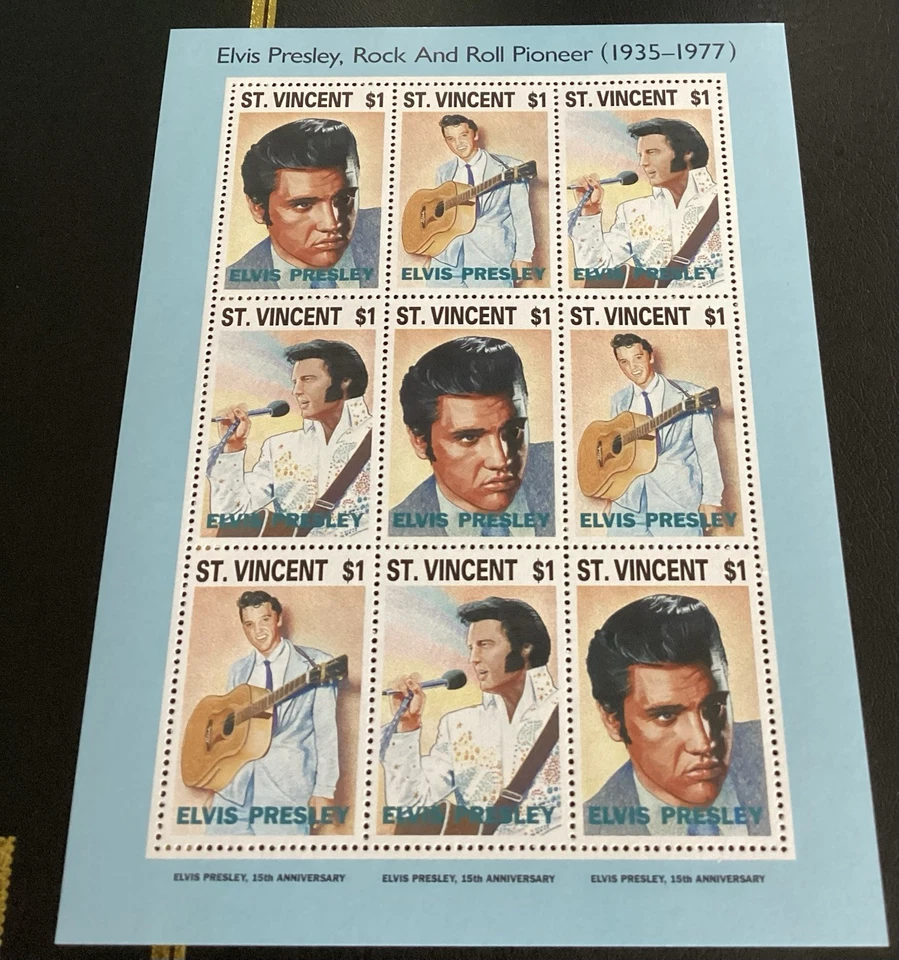 Elvis Presley, Rock And Roll Pioneer (1935–1977)
ST. VINCENT $1 ST. VINCENT $1 ST. VINCENT $1
ELVIS PRESLEY ELVIS PRESLEY ELVIS PRESLEY
ST. VINCENT $1 ST. VINCENT $1 ST. VINCENT $1
ELVIS PRESLEY ELVIS PRESLEY ELVIS PRESLEY
ST. VINCENT $1 ST. VINCENT $1 ST. VINCENT $1
ELVIS PRESLEY ELVIS PRESLEY ELVIS PRESLEY
ELVIS PRESLEY, 15th ANNIVERSARY ELVIS PRESLEY, 15th ANNIVERSARY ELVIS PRESLEY, 15th ANNIVERSARY